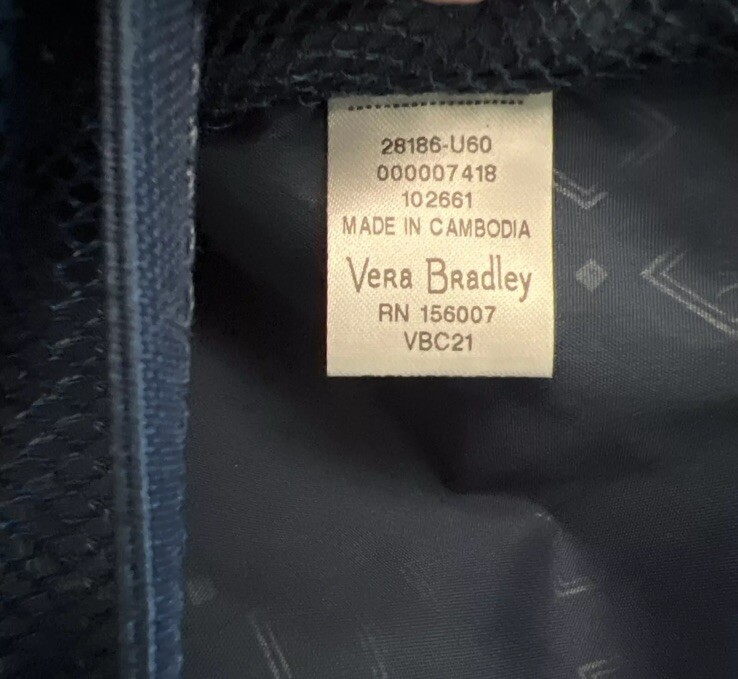 28186-U60
000007418
102661
MADE IN CAMBODIA
Vera Bradley
RN 156007
VBC21